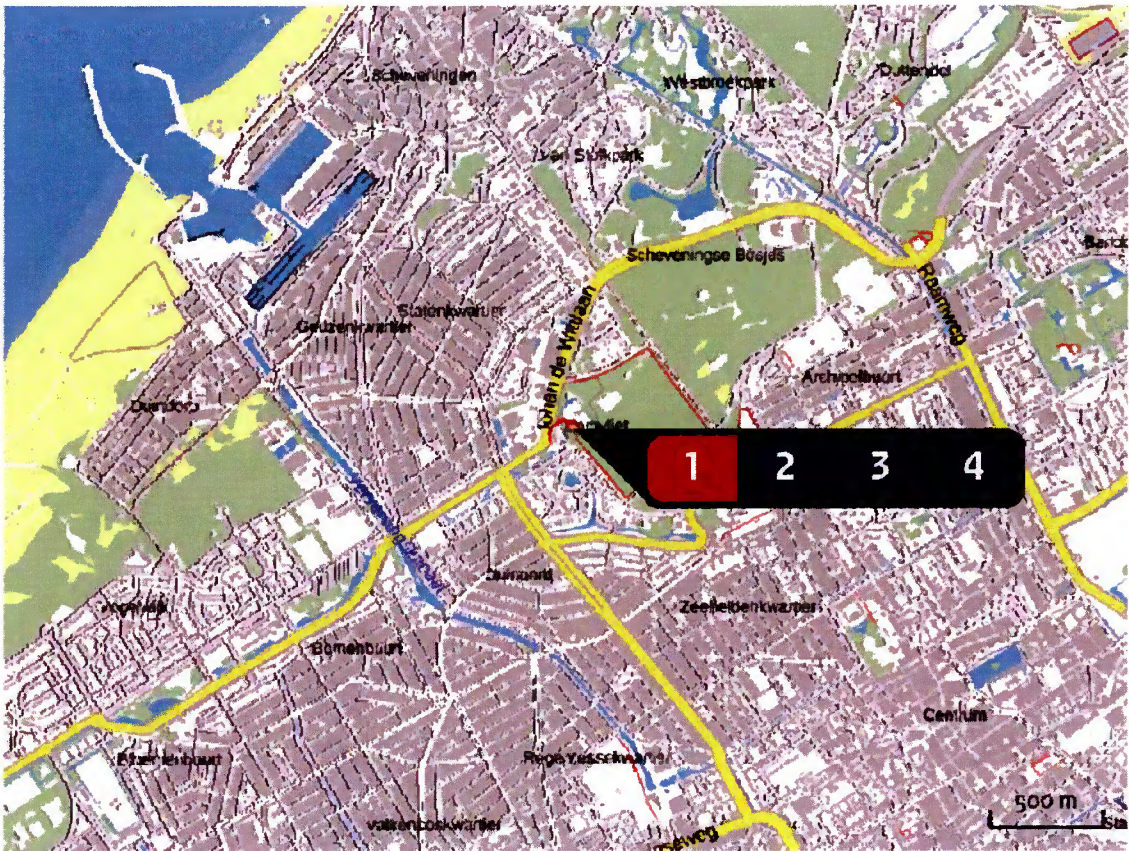 Scheveningen
Westbroekpark
Duttendel
van Stolkpark
Scheveningse Bosjes
Statenkwartier
Geuzenkwartier
Johan de Wittlaan
Raamweg
Archipelbuurt
Duindorp
1 2 3 4
Zeeheldenkwartier
Bomenbuurt
Centrum
Regentessekwartier
Valkenboskwartier
500 m